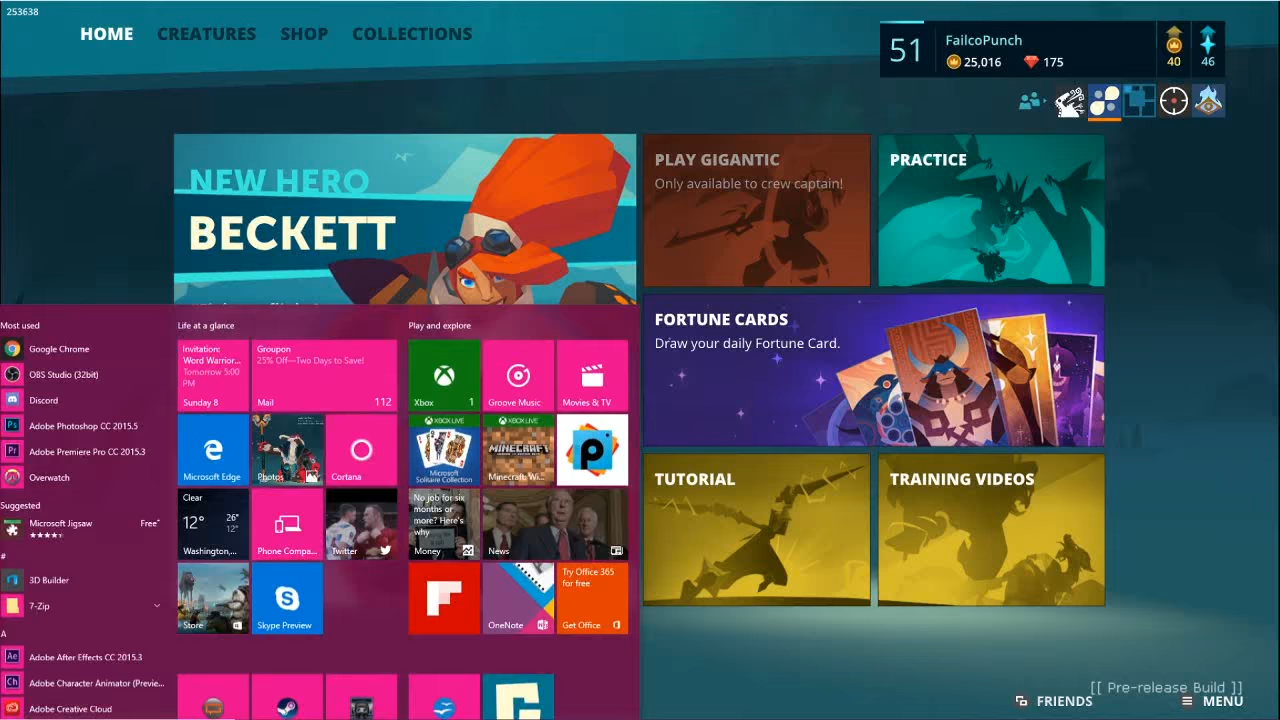 253638
HOME CREATURES SHOP COLLECTIONS
51
FailcoPunch
25,016 175
40 46
NEW HERO
BECKETT
PLAY GIGANTIC
Only available to crew captain!
PRACTICE
FORTUNE CARDS
Draw your daily Fortune Card.
TUTORIAL
TRAINING VIDEOS
Most used
Google Chrome
OBS Studio (32bit)
Discord
Ps Adobe Photoshop CC 2015.5
Pr Adobe Premiere Pro CC 2015.3
Overwatch
Suggested
Microsoft Jigsaw Free*
#
3D Builder
7-Zip
A
Ae Adobe After Effects CC 2015.3
Ch Adobe Character Animator (Previe...
Adobe Creative Cloud
Life at a glance
Invitation:
Word Warrior...
Tomorrow 5:00
PM
Sunday 8
Groupon
25% Off—Two Days to Save!
Mail 112
Microsoft Edge
Photos
Cortana
Clear
12° 26°
12°
Washington,...
Phone Compa...
Twitter
Store
Skype Preview
Play and explore
Xbox 1
Groove Music
Movies & TV
XBOX LIVE
Microsoft
Solitaire Collection
XBOX LIVE
MINECRAFT
Minecraft: Wi...
No job for six
months or
more? Here's
why
Money
News
OneNote
Try Office 365
for free
Get Office
[[ Pre-release Build ]]
FRIENDS MENU